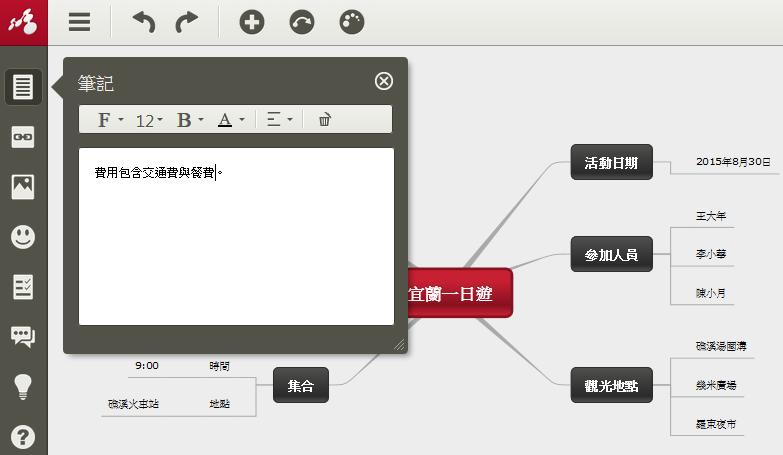 筆記
F 12 B A
費用包含交通費與餐費。
宜蘭一日遊
活動日期
2015年8月30日
參加人員
王大年
李小華
陳小月
觀光地點
礁溪湯圍溝
幾米廣場
羅東夜市
集合
時間
9:00
地點
礁溪火車站